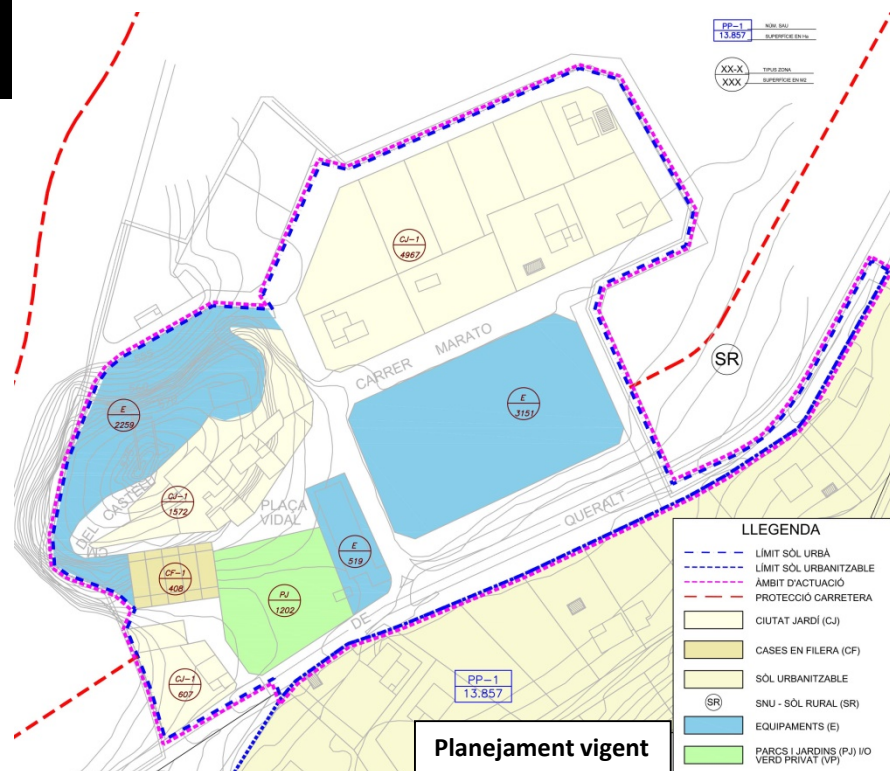 PP-1
13.857
NÚM. SAU
SUPERFÍCIE EN Ha
XX-X
XXX
TIPUS ZONA
SUPERFÍCIE EN M2
CJ-1
4967
CARRER MARATO
SR
E
2259
E
3151
CJ-1
1572
DEL CASTELL
PLAÇA
VIDAL
QUERALT
E
519
CF-1
408
PJ
1202
DE
CJ-1
607
PP-1
13.857
LLEGENDA
LÍMIT SÒL URBÀ
LÍMIT SÒL URBANITZABLE
ÀMBIT D'ACTUACIÓ
PROTECCIÓ CARRETERA
CIUTAT JARDÍ (CJ)
CASES EN FILERA (CF)
SÒL URBANITZABLE
SR
SNU - SÒL RURAL (SR)
EQUIPAMENTS (E)
PARCS I JARDINS (PJ) I/O
VERD PRIVAT (VP)
Planejament vigent